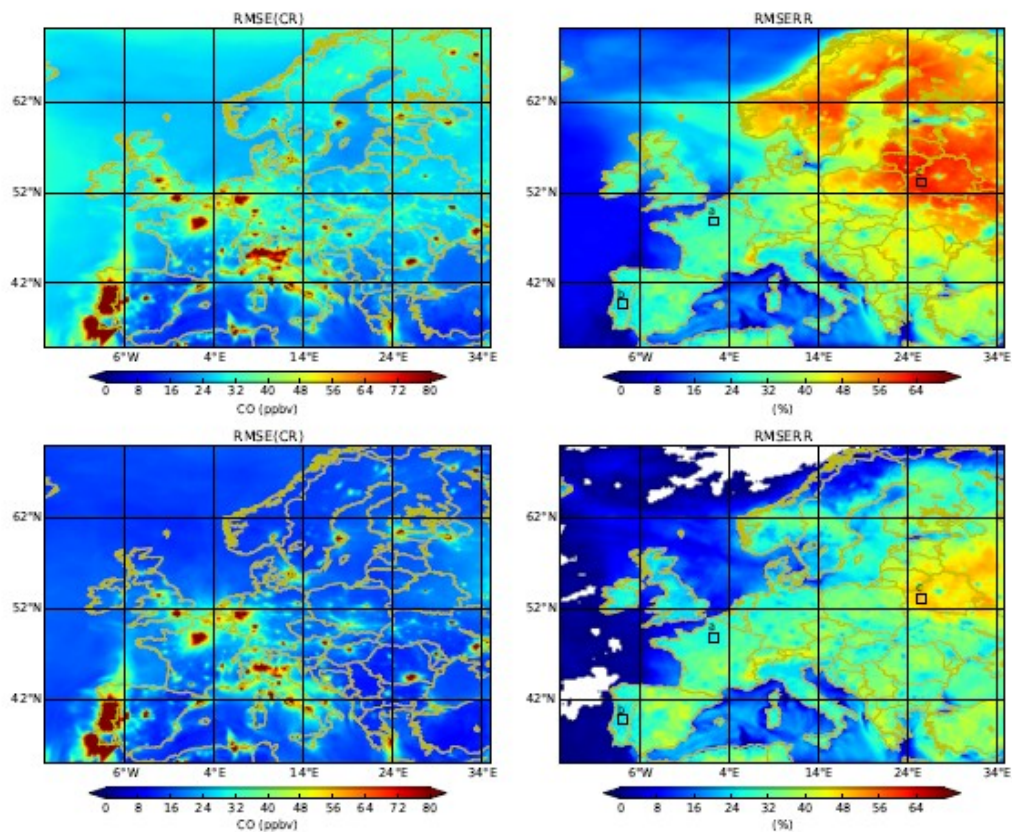 RMSE(CR)
RMSERR
62°N
52°N
42°N
6°W 4°E 14°E 24°E 34°E
0 8 16 24 32 40 48 56 64 72 80
CO (ppbv)
62°N
52°N
42°N
a
b
c
6°W 4°E 14°E 24°E 34°E
0 8 16 24 32 40 48 56 64
(%)
RMSE(CR)
RMSERR
62°N
52°N
42°N
6°W 4°E 14°E 24°E 34°E
0 8 16 24 32 40 48 56 64 72 80
CO (ppbv)
62°N
52°N
42°N
a
b
c
6°W 4°E 14°E 24°E 34°E
0 8 16 24 32 40 48 56 64
(%)